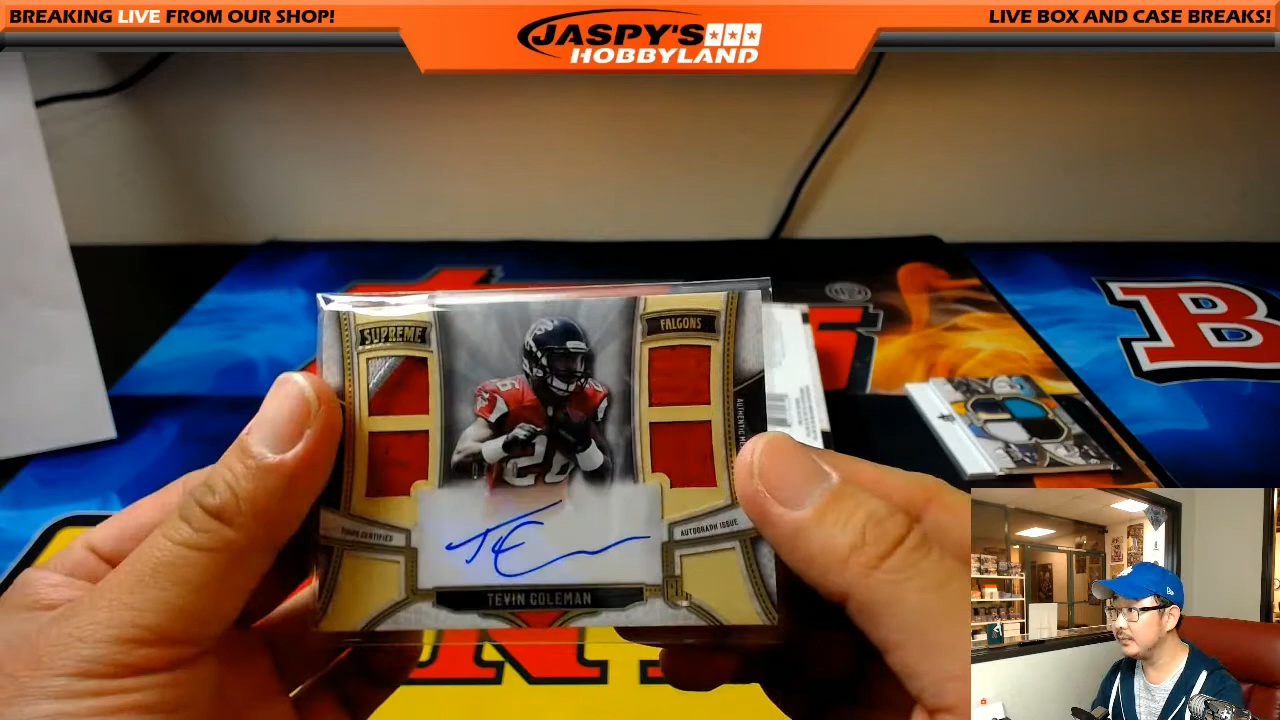 BREAKING LIVE FROM OUR SHOP!
JASPY'S
HOBBYLAND
LIVE BOX AND CASE BREAKS!
SUPREME
FALCONS
26
AUTHENTIC
TOPPS CERTIFIED
AUTOGRAPH ISSUE
TEVIN COLEMAN
B